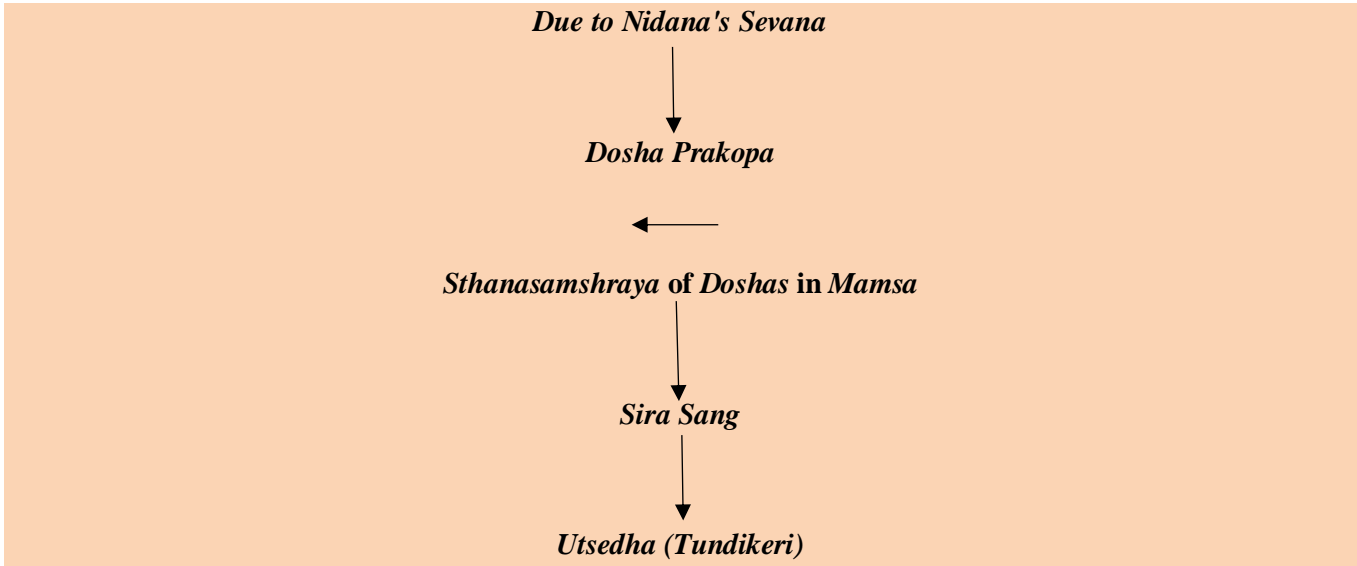 Due to Nidana's Sevana
Dosha Prakopa
Sthanasamshraya of Doshas in Mamsa
Sira Sang
Utsedha (Tundikeri)